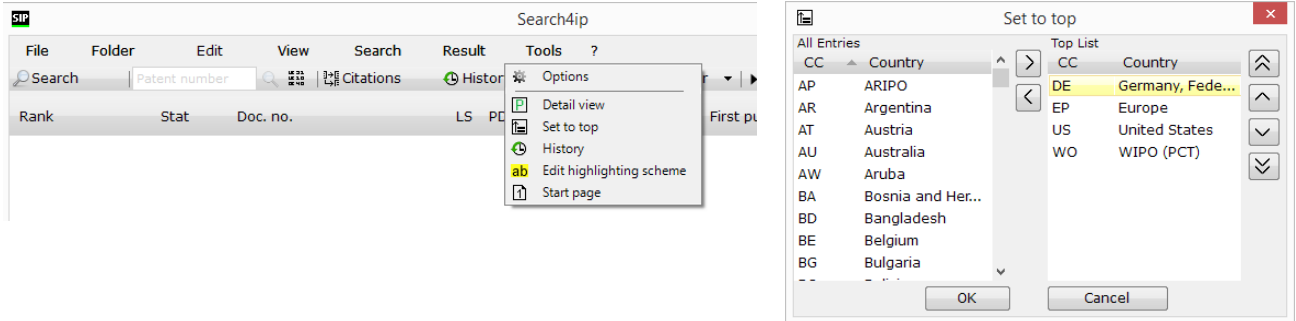 SIP Search4ip
File Folder Edit View Search Result Tools ?
Search Patent number Citations Histor
Rank Stat Doc. no. LS First pu
Options
P Detail view
Set to top
History
ab Edit highlighting scheme
1 Start page
Set to top
All Entries Top List
CC Country CC Country
AP ARIPO DE Germany, Fede...
AR Argentina EP Europe
AT Austria US United States
AU Australia WO WIPO (PCT)
AW Aruba
BA Bosnia and Her...
BD Bangladesh
BE Belgium
BG Bulgaria
OK Cancel